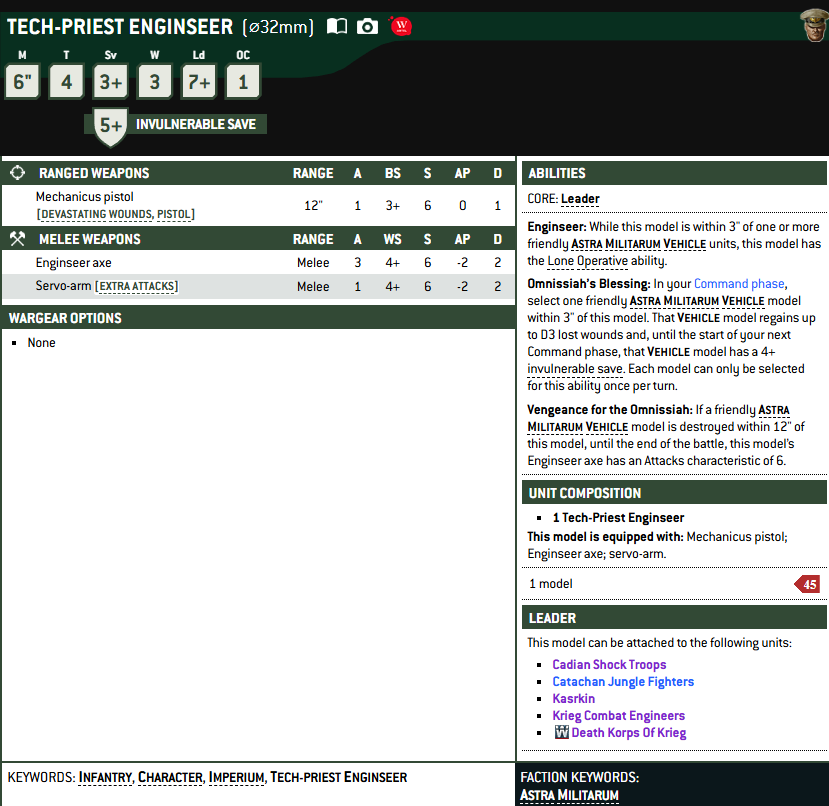 TECH-PRIEST ENGINSEER (⌀32mm)
W
M T Sv W Ld OC
6" 4 3+ 3 7+ 1
5+ INVULNERABLE SAVE
RANGED WEAPONS RANGE A BS S AP D
Mechanicus pistol
[DEVASTATING WOUNDS, PISTOL] 12" 1 3+ 6 0 1
MELEE WEAPONS RANGE A WS S AP D
Enginseer axe Melee 3 4+ 6 -2 2
Servo-arm [EXTRA ATTACKS] Melee 1 4+ 6 -2 2
WARGEAR OPTIONS
None
ABILITIES
CORE: Leader
Enginseer: While this model is within 3" of one or more
friendly ASTRA MILITARUM VEHICLE units, this model has
the Lone Operative ability.
Omnissiah's Blessing: In your Command phase,
select one friendly ASTRA MILITARUM VEHICLE model
within 3" of this model. That VEHICLE model regains up
to D3 lost wounds and, until the start of your next
Command phase, that VEHICLE model has a 4+
invulnerable save. Each model can only be selected
for this ability once per turn.
Vengeance for the Omnissiah: If a friendly ASTRA
MILITARUM VEHICLE model is destroyed within 12" of
this model, until the end of the battle, this model's
Enginseer axe has an Attacks characteristic of 6.
UNIT COMPOSITION
1 Tech-Priest Enginseer
This model is equipped with: Mechanicus pistol;
Enginseer axe; servo-arm.
1 model 45
LEADER
This model can be attached to the following units:
Cadian Shock Troops
Catachan Jungle Fighters
Kasrkin
Krieg Combat Engineers
Death Korps Of Krieg
KEYWORDS: INFANTRY, CHARACTER, IMPERIUM, TECH-PRIEST ENGINSEER
FACTION KEYWORDS:
ASTRA MILITARUM